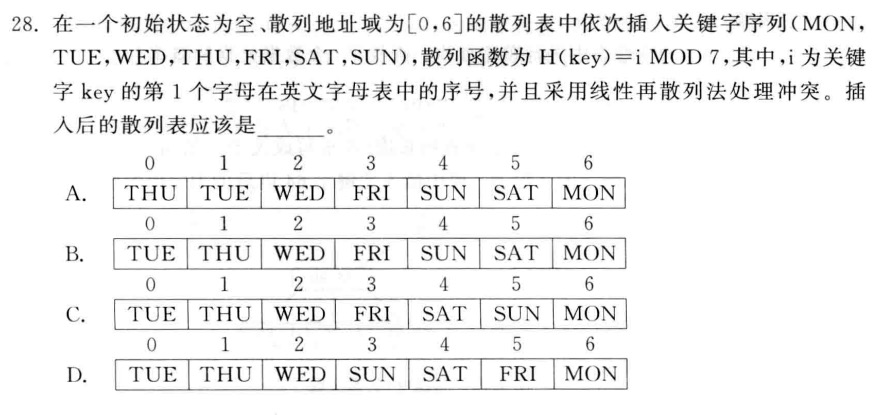 28. 在一个初始状态为空、散列地址域为[0,6]的散列表中依次插入关键字序列(MON,
TUE,WED,THU,FRI,SAT,SUN),散列函数为 H(key)=i MOD 7,其中,i 为关键
字 key 的第 1 个字母在英文字母表中的序号,并且采用线性再散列法处理冲突。插
入后的散列表应该是______。
0 1 2 3 4 5 6
A. THU TUE WED FRI SUN SAT MON
0 1 2 3 4 5 6
B. TUE THU WED FRI SUN SAT MON
0 1 2 3 4 5 6
C. TUE THU WED FRI SAT SUN MON
0 1 2 3 4 5 6
D. TUE THU WED SUN SAT FRI MON